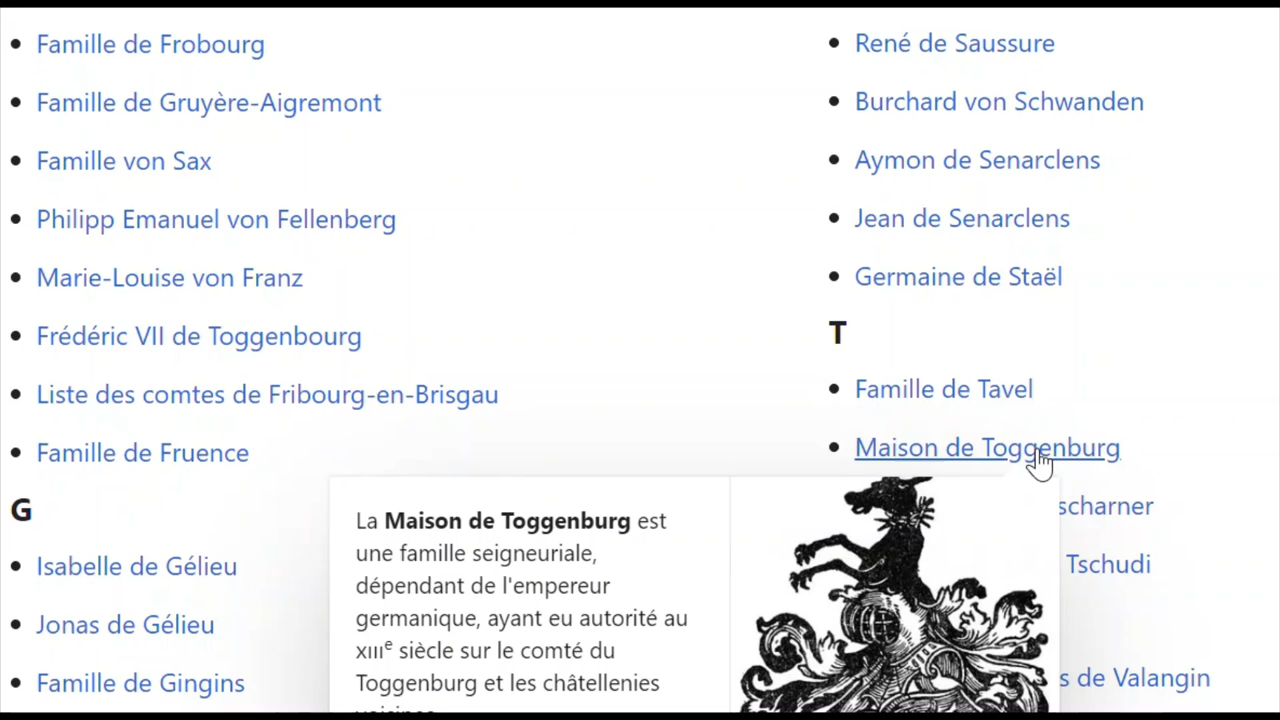 Famille de Frobourg
Famille de Gruyère-Aigremont
Famille von Sax
Philipp Emanuel von Fellenberg
Marie-Louise von Franz
Frédéric VII de Toggenbourg
Liste des comtes de Fribourg-en-Brisgau
Famille de Fruence
G
Isabelle de Gélieu
Jonas de Gélieu
Famille de Gingins
René de Saussure
Burchard von Schwanden
Aymon de Senarclens
Jean de Senarclens
Germaine de Staël
T
Famille de Tavel
Maison de Toggenburg
scharner
Tschudi
s de Valangin
La Maison de Toggenburg est
une famille seigneuriale,
dépendant de l'empereur
germanique, ayant eu autorité au
XIIIe siècle sur le comté du
Toggenburg et les châtellenies